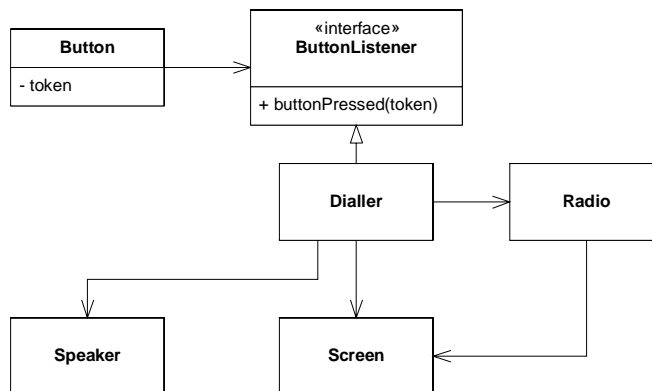 Button
- token
«interface»
ButtonListener
+ buttonPressed(token)
Dialler
Radio
Speaker
Screen